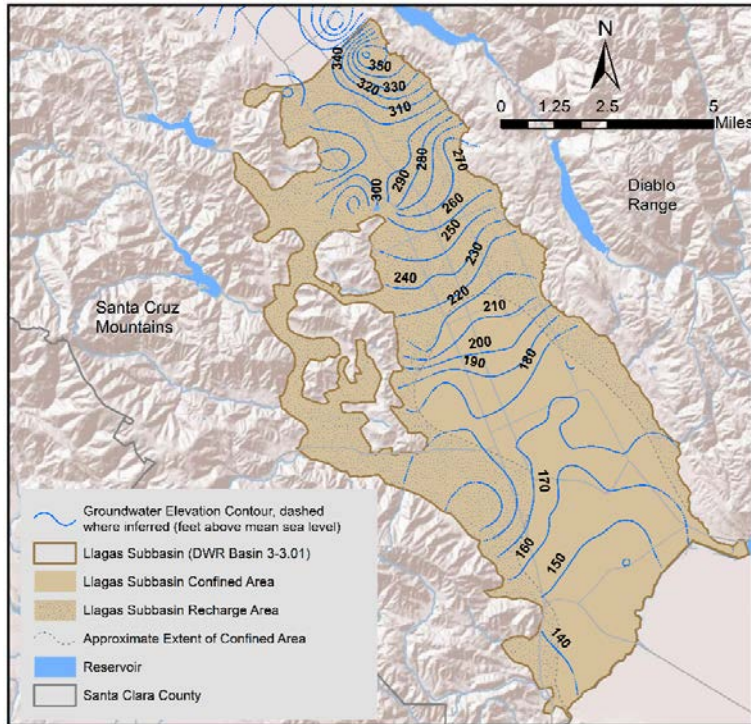 N
0 1.25 2.5 5
Miles
340
380
320 330
310
280
270
290
300
260
250
230
240
220
210
200
190
180
170
160
150
140
Diablo
Range
Santa Cruz
Mountains
Groundwater Elevation Contour, dashed
where inferred (feet above mean sea level)
Llagas Subbasin (DWR Basin 3-3.01)
Llagas Subbasin Confined Area
Llagas Subbasin Recharge Area
Approximate Extent of Confined Area
Reservoir
Santa Clara County